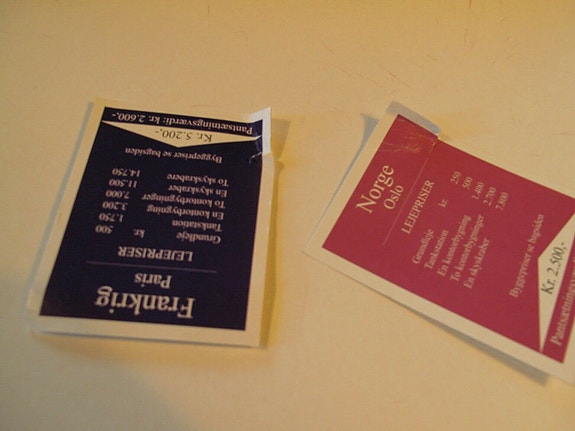 Frankrig
Paris
LEJEPRISER
kr.
Grundleje 500
Tankstation 1.750
En kontorbygning 3.200
To kontorbygninger 7.000
En skyskraber 11.500
To skyskrabere 14.750
Byggepriser se bagsiden
Kr. 5.200,-
Pantsætningsværdi: kr. 2.600,-
Norge
Oslo
LEJEPRISER
kr.
Grundleje 250
Tankstation 500
En kontorbygning 1.400
To kontorbygninger 2.700
En skyskraber 7.800
Byggepriser se bagsiden
Kr. 2.500,-